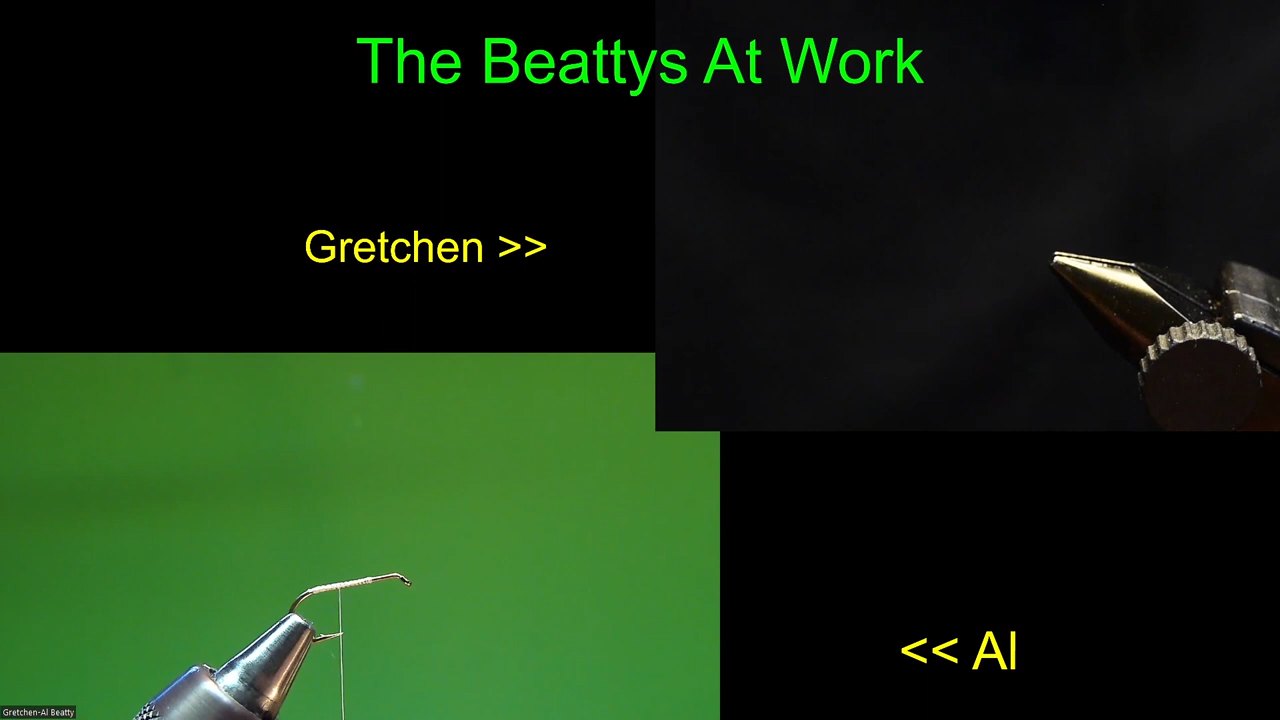 The Beattys At Work
Gretchen >>
<< Al
Gretchen-Al Beatty